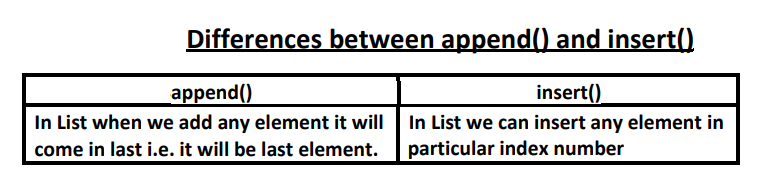 Differences between append() and insert()
append()
insert()
In List when we add any element it will
come in last i.e. it will be last element.
In List we can insert any element in
particular index number